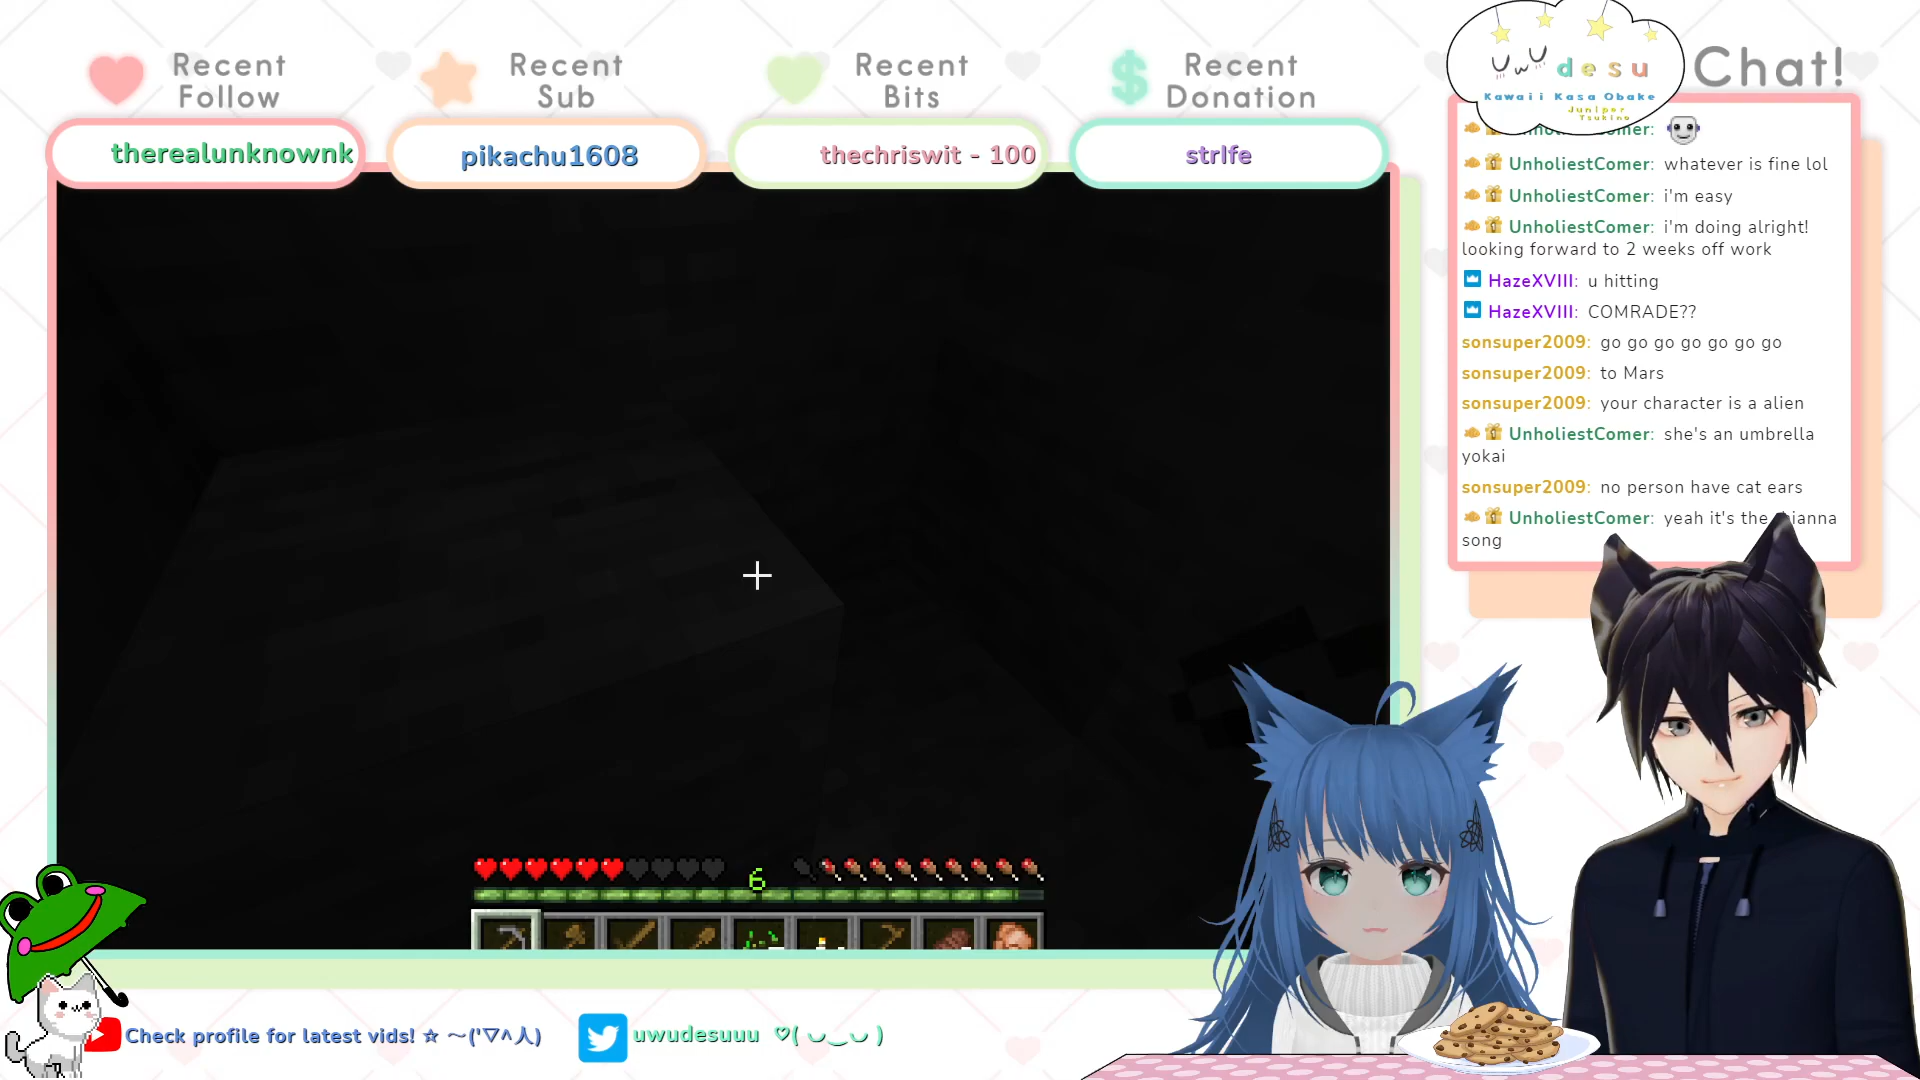 Recent
Follow
Recent
Sub
Recent
Bits
Recent
Donation
UwU desu
Kawaii Kasa Obake
Juniper
Tsukino
Chat!
therealunknownk
pikachu1608
thechriswit - 100
strIfe
UnholiestComer: whatever is fine lol
UnholiestComer: i'm easy
UnholiestComer: i'm doing alright!
looking forward to 2 weeks off work
HazeXVIII: u hitting
HazeXVIII: COMRADE??
sonsuper2009: go go go go go go go
sonsuper2009: to Mars
sonsuper2009: your character is a alien
UnholiestComer: she's an umbrella
yokai
sonsuper2009: no person have cat ears
UnholiestComer: yeah it's the
song
6
Check profile for latest vids! ☆ ～('▽^人)
uwudesuuu ♡( ◡‿◡ )